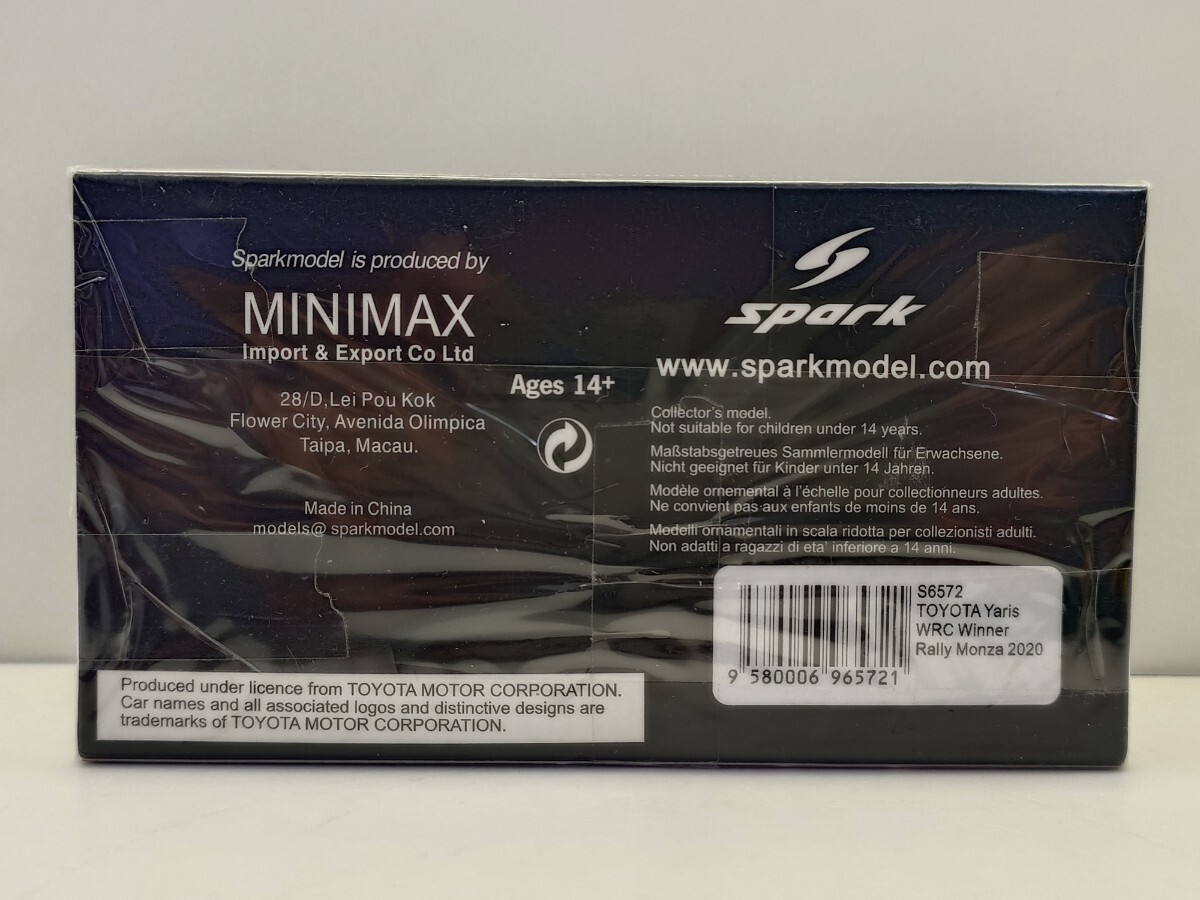 Sparkmodel is produced by
MINIMAX
Import & Export Co Ltd
28/D,Lei Pou Kok
Flower City, Avenida Olimpica
Taipa, Macau.
Made in China
models@ sparkmodel.com
Ages 14+
spark
www.sparkmodel.com
Collector's model.
Not suitable for children under 14 years.
Maßstabsgetreues Sammlermodell für Erwachsene.
Nicht geeignet für Kinder unter 14 Jahren.
Modèle ornemental à l'échelle pour collectionneurs adultes.
Ne convient pas aux enfants de moins de 14 ans.
Modelli ornamentali in scala ridotta per collezionisti adulti.
Non adatti a ragazzi di eta' inferiore a 14 anni.
S6572
TOYOTA Yaris
WRC Winner
Rally Monza 2020
9 580006 965721
Produced under licence from TOYOTA MOTOR CORPORATION.
Car names and all associated logos and distinctive designs are
trademarks of TOYOTA MOTOR CORPORATION.